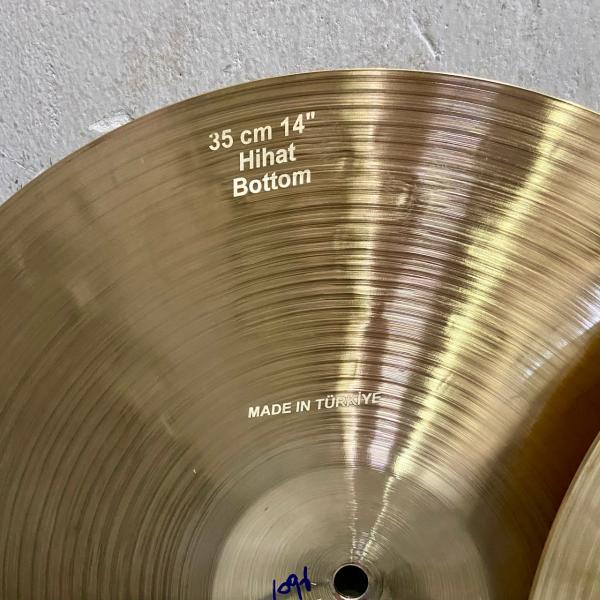 35 cm 14"
Hihat
Bottom
MADE IN TÜRKİYE